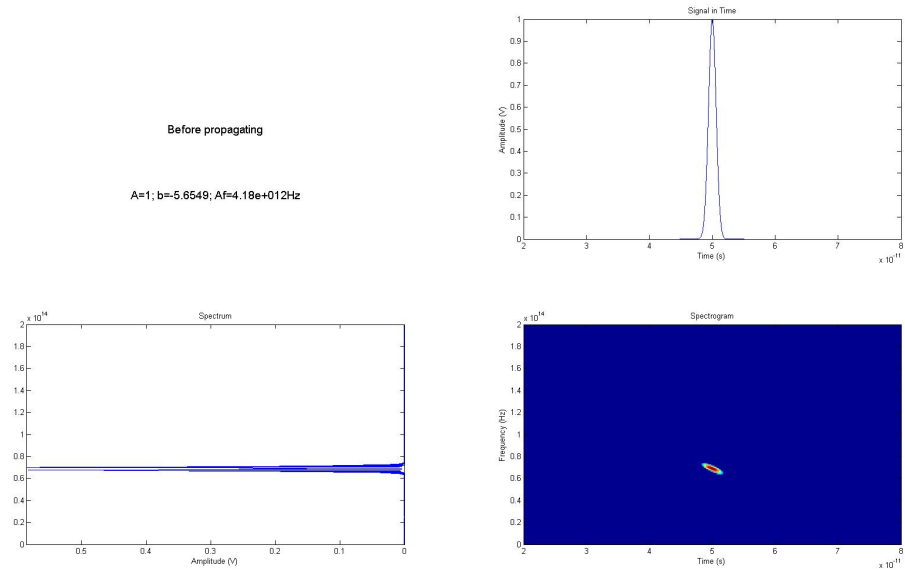 Before propagating
A=1; b=-5.6549; Af=4.18e+012Hz
Signal in Time
Amplitude (V)
1
0.9
0.8
0.7
0.6
0.5
0.4
0.3
0.2
0.1
0
2 3 4 5 6 7 8
Time (s)
x 10^-11
Spectrum
x 10^14
2
1.8
1.6
1.4
1.2
1
0.8
0.6
0.4
0.2
0
0.5 0.4 0.3 0.2 0.1 0
Amplitude (V)
Spectrogram
x 10^14
Frequency (Hz)
2
1.8
1.6
1.4
1.2
1
0.8
0.6
0.4
0.2
0
2 3 4 5 6 7 8
Time (s)
x 10^-11